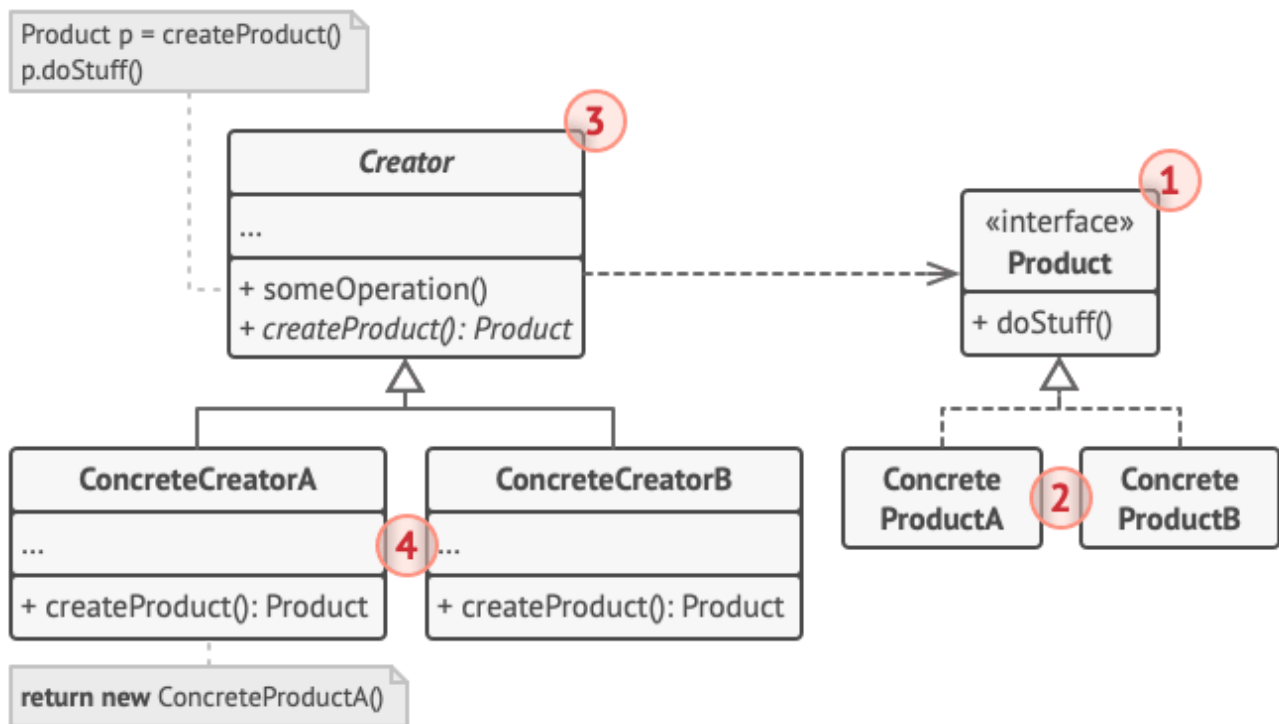 Product p = createProduct()
p.doStuff()
3
Creator
...
+ someOperation()
+ createProduct(): Product
1
«interface»
Product
+ doStuff()
ConcreteCreatorA
...
+ createProduct(): Product
4
ConcreteCreatorB
...
+ createProduct(): Product
Concrete
ProductA
2
Concrete
ProductB
return new ConcreteProductA()